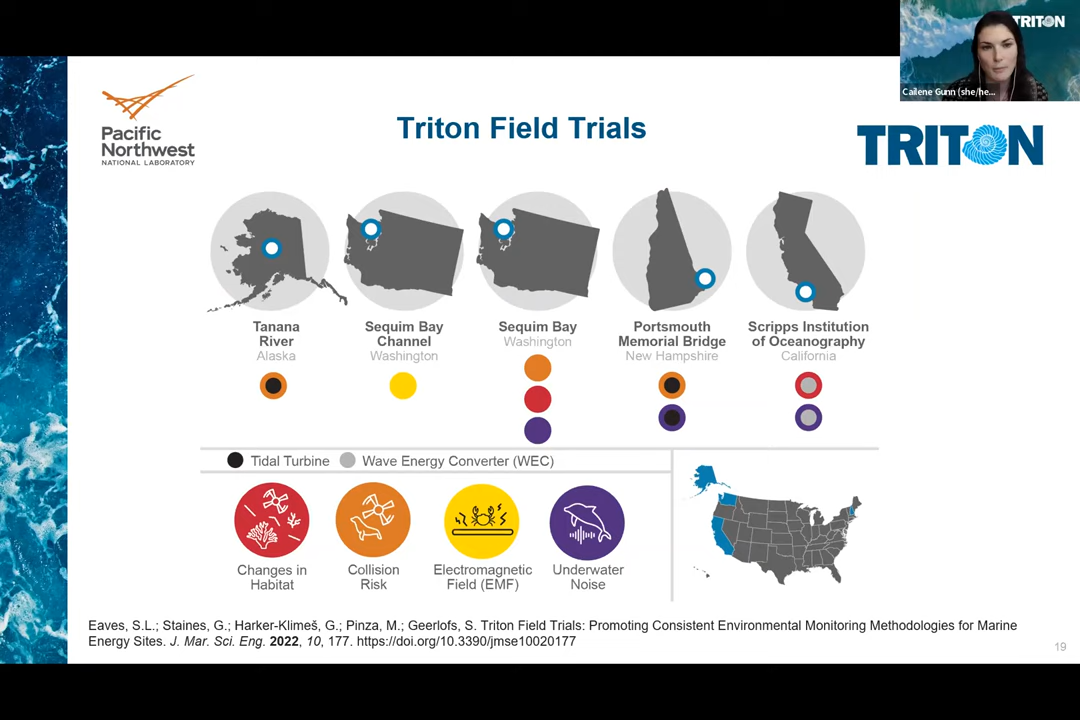 TRITON
Cailene Gunn (she/he...
Pacific
Northwest
NATIONAL LABORATORY
Triton Field Trials
TRITON
Tanana
River
Alaska
Sequim Bay
Channel
Washington
Sequim Bay
Washington
Portsmouth
Memorial Bridge
New Hampshire
Scripps Institution
of Oceanography
California
Tidal Turbine
Wave Energy Converter (WEC)
Changes in
Habitat
Collision
Risk
Electromagnetic
Field (EMF)
Underwater
Noise
Eaves, S.L.; Staines, G.; Harker-Klimeš, G.; Pinza, M.; Geerlofs, S. Triton Field Trials: Promoting Consistent Environmental Monitoring Methodologies for Marine
Energy Sites. J. Mar. Sci. Eng. 2022, 10, 177. https://doi.org/10.3390/jmse10020177
19